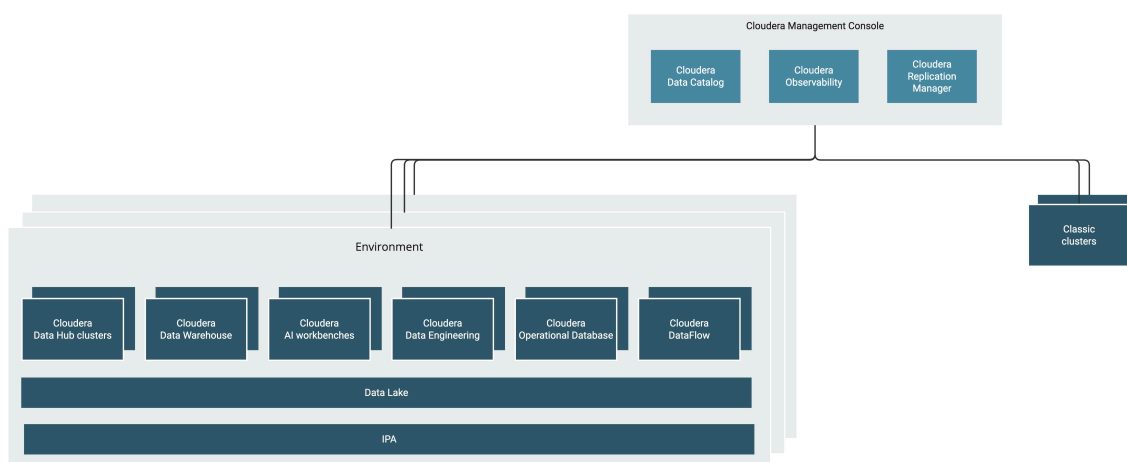 Cloudera Management Console
Cloudera
Data Catalog
Cloudera
Observability
Cloudera
Replication
Manager
Classic
clusters
Environment
Cloudera
Data Hub clusters
Cloudera
Data Warehouse
Cloudera
AI workbenches
Cloudera
Data Engineering
Cloudera
Operational Database
Cloudera
DataFlow
Data Lake
IPA